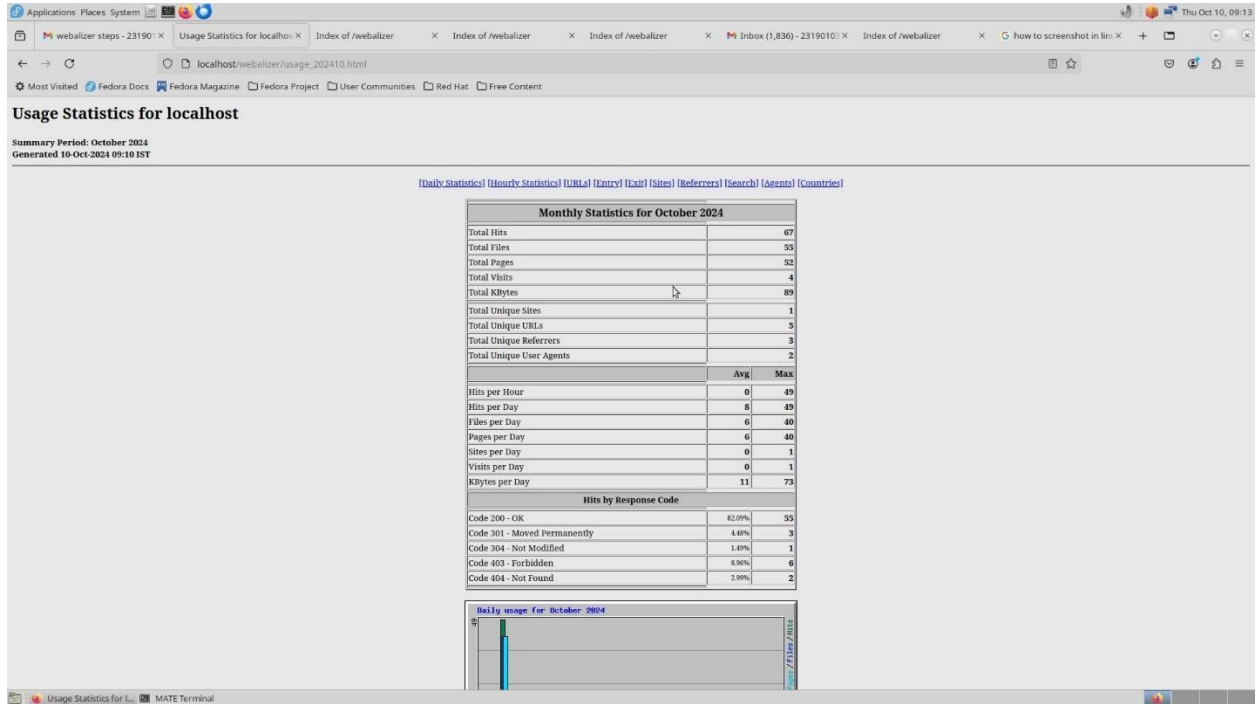 Applications Places System Thu Oct 10, 09:13
webalizer steps - 23190 Usage Statistics for localhos Index of /webalizer Index of /webalizer Index of /webalizer Inbox (1,836) - 2319010 Index of /webalizer how to screenshot in lin
localhost/webalizer/usage_202410.html
Most Visited Fedora Docs Fedora Magazine Fedora Project User Communities Red Hat Free Content
Usage Statistics for localhost
Summary Period: October 2024
Generated 10-Oct-2024 09:10 IST
[Daily Statistics] [Hourly Statistics] [URLs] [Entry] [Exit] [Sites] [Referrers] [Search] [Agents] [Countries]
Monthly Statistics for October 2024
Total Hits 67
Total Files 55
Total Pages 52
Total Visits 4
Total KBytes 89
Total Unique Sites 1
Total Unique URLs 5
Total Unique Referrers 3
Total Unique User Agents 2
Avg Max
Hits per Hour 0 49
Hits per Day 8 49
Files per Day 6 40
Pages per Day 6 40
Sites per Day 0 1
Visits per Day 0 1
KBytes per Day 11 73
Hits by Response Code
Code 200 - OK 82.09% 55
Code 301 - Moved Permanently 4.48% 3
Code 304 - Not Modified 1.49% 1
Code 403 - Forbidden 8.96% 6
Code 404 - Not Found 2.99% 2
Daily usage for October 2024
49
Pages / Files / Hits
Usage Statistics for l... MATE Terminal